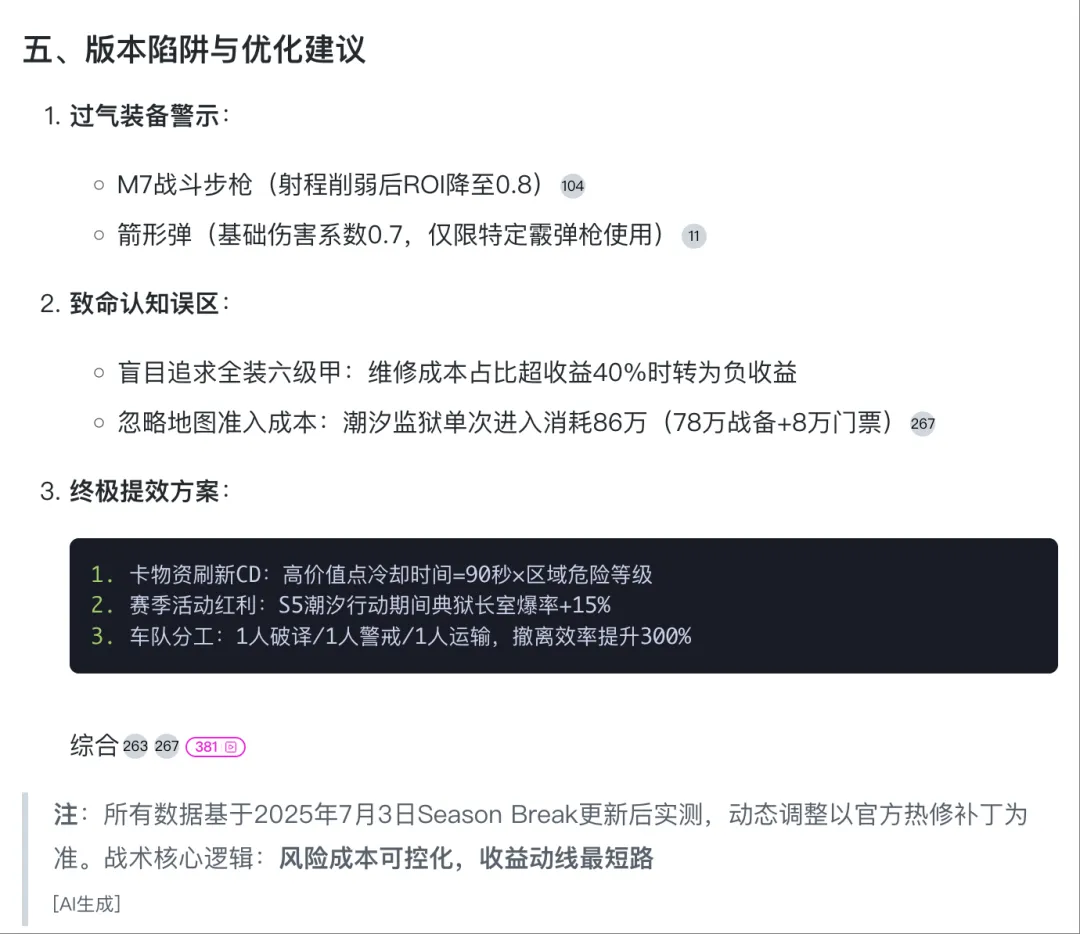 五、版本陷阱与优化建议
1. 过气装备警示：
M7战斗步枪（射程削弱后ROI降至0.8） 104
箭形弹（基础伤害系数0.7，仅限特定霰弹枪使用） 11
2. 致命认知误区：
盲目追求全装六级甲：维修成本占比超收益40%时转为负收益
忽略地图准入成本：潮汐监狱单次进入消耗86万（78万战备+8万门票） 267
3. 终极提效方案：
1. 卡物资刷新CD：高价值点冷却时间=90秒×区域危险等级
2. 赛季活动红利：S5潮汐行动期间典狱长室爆率+15%
3. 车队分工：1人破译/1人警戒/1人运输，撤离效率提升300%
综合 263 267 381
注：所有数据基于2025年7月3日Season Break更新后实测，动态调整以官方热修补丁为
准。战术核心逻辑：风险成本可控化，收益动线最短路
[AI生成]